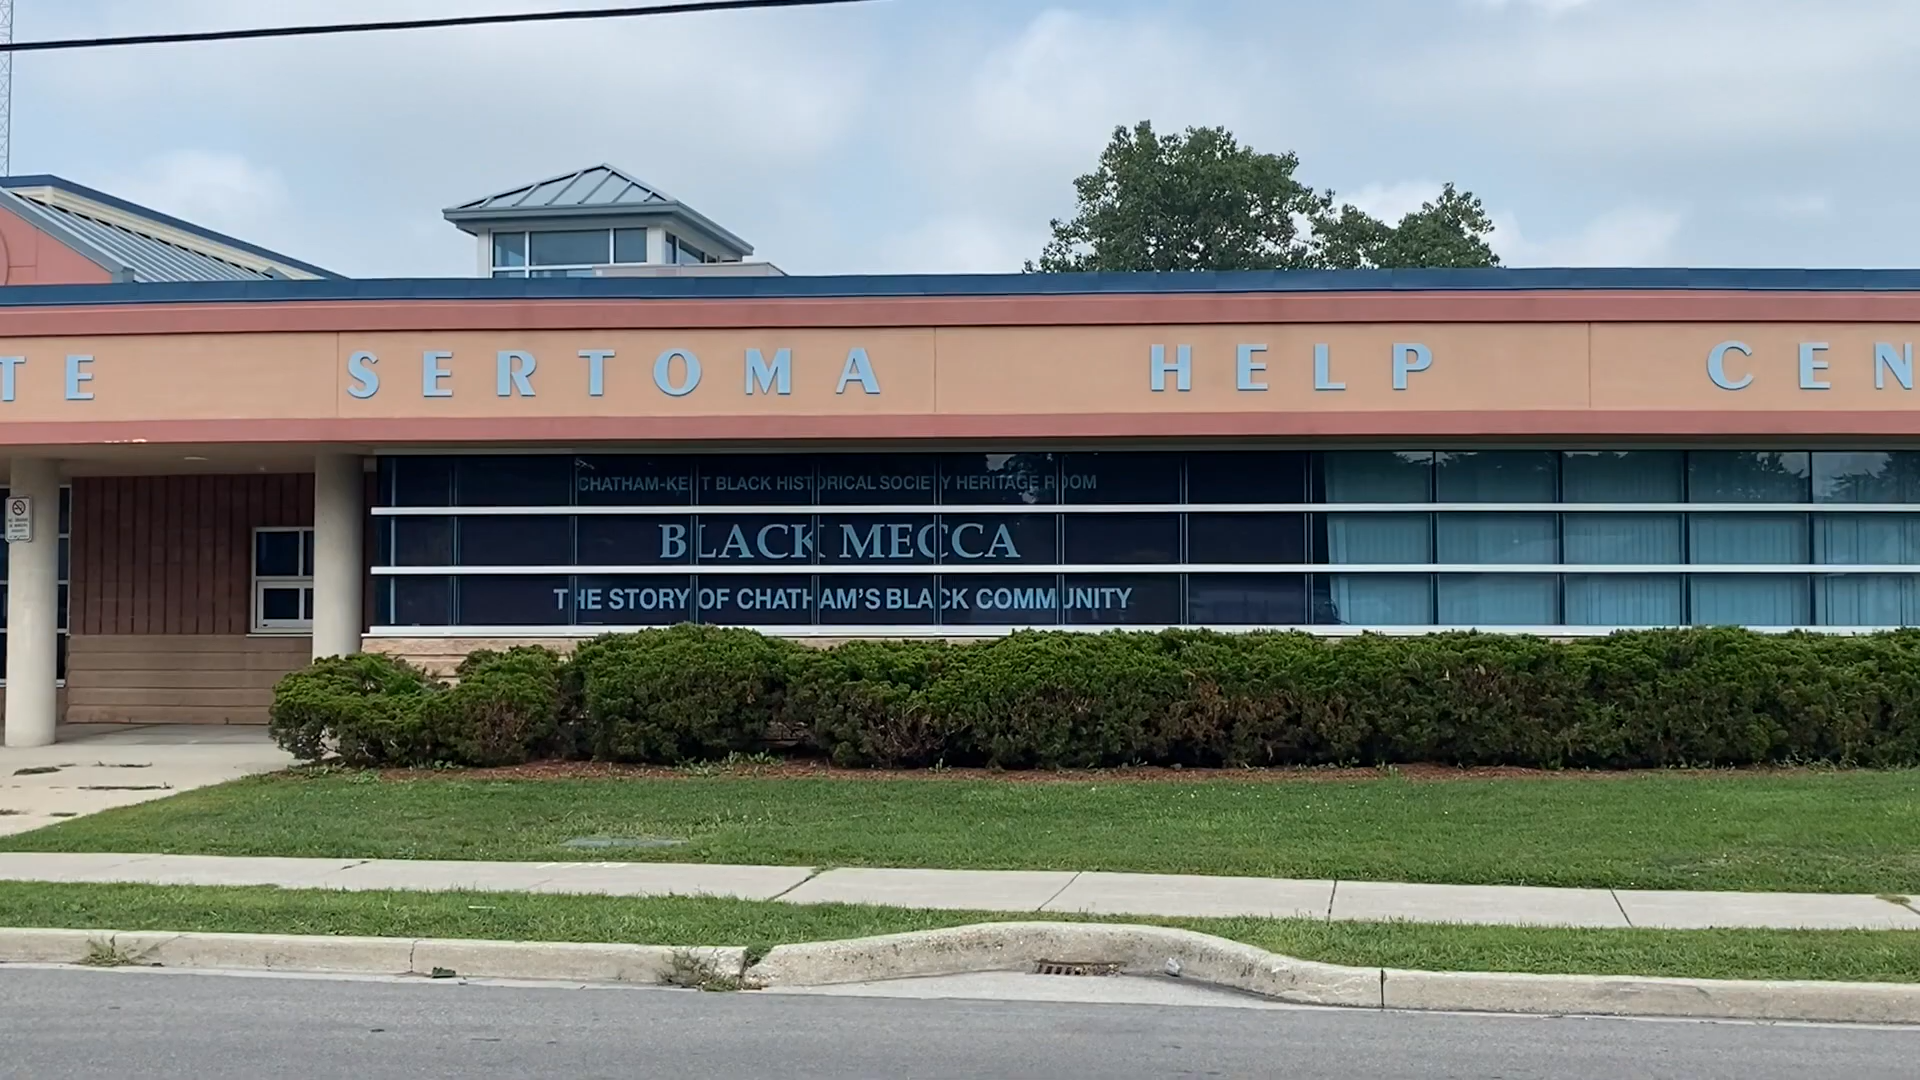 TE SERTOMA HELP CEN
CHATHAM-KENT BLACK HISTORICAL SOCIETY HERITAGE ROOM
BLACK MECCA
THE STORY OF CHATHAM'S BLACK COMMUNITY